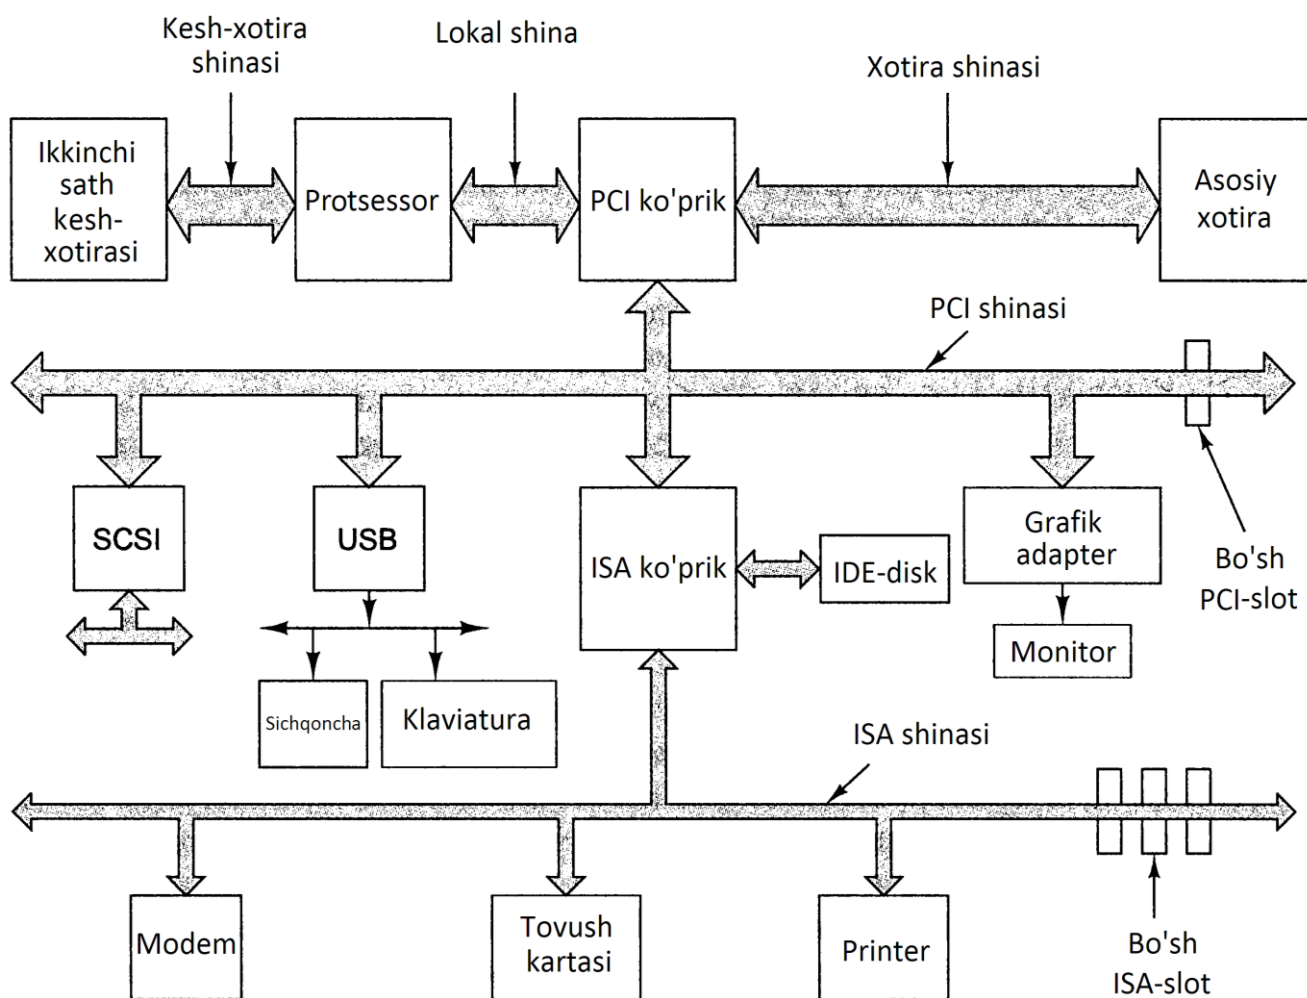 Kesh-xotira
shinasi
Lokal shina
Xotira shinasi
Ikkinchi
sath
kesh-
xotirasi
Protsessor
PCI ko'prik
Asosiy
xotira
PCI shinasi
SCSI
USB
ISA ko'prik
IDE-disk
Grafik
adapter
Bo'sh
PCI-slot
Monitor
Sichqoncha
Klaviatura
ISA shinasi
Modem
Tovush
kartasi
Printer
Bo'sh
ISA-slot